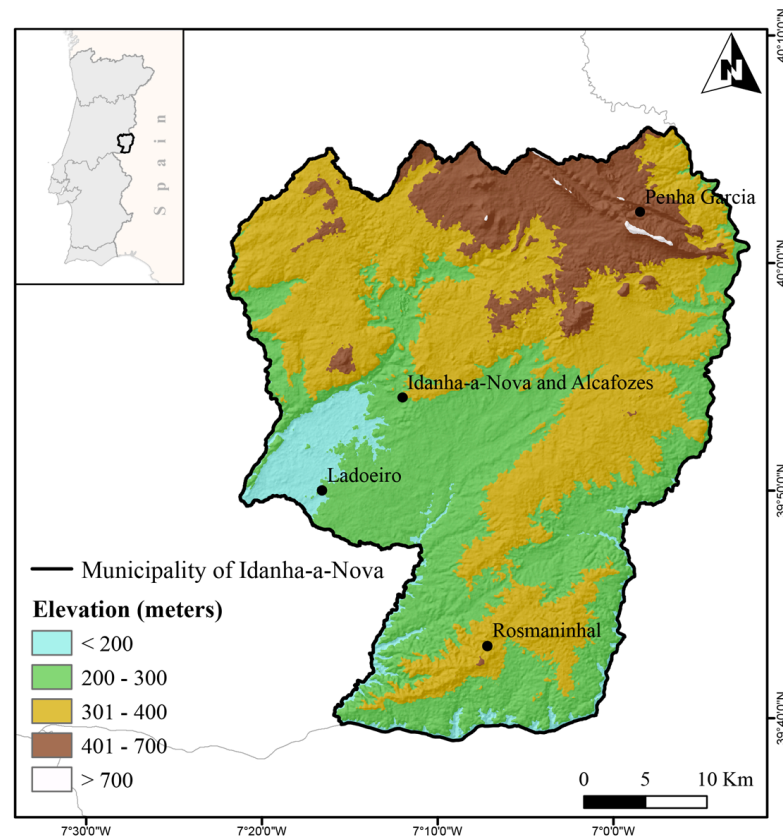 Spain
N
40°10'0"N
Penha Garcia
40°0'0"N
Idanha-a-Nova and Alcafozes
Ladoeiro
39°50'0"N
Municipality of Idanha-a-Nova
Elevation (meters)
< 200
200 - 300
301 - 400
401 - 700
> 700
Rosmaninhal
39°40'0"N
0 5 10 Km
7°30'0"W 7°20'0"W 7°10'0"W 7°0'0"W